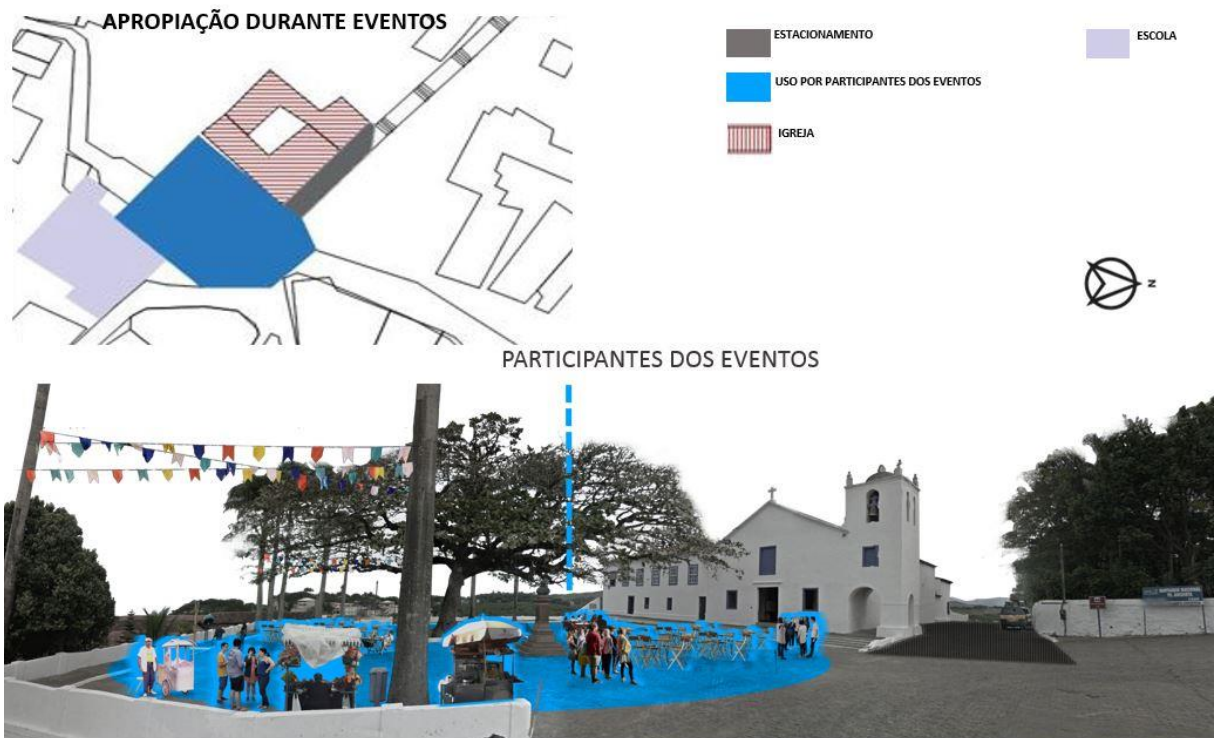 APROPIAÇÃO DURANTE EVENTOS
ESTACIONAMENTO
ESCOLA
USO POR PARTICIPANTES DOS EVENTOS
IGREJA
N
PARTICIPANTES DOS EVENTOS